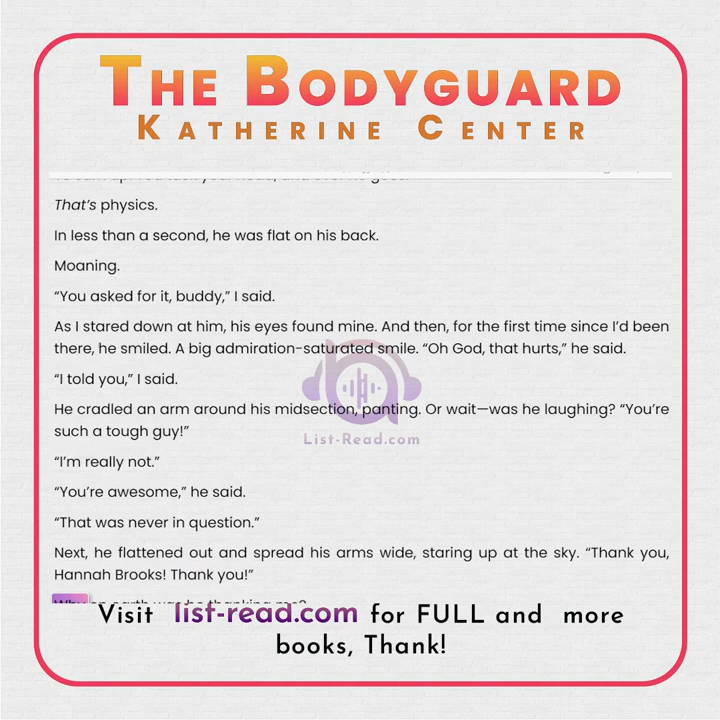 THE BODYGUARD
KATHERINE CENTER
That's physics.
In less than a second, he was flat on his back.
Moaning.
“You asked for it, buddy,” I said.
As I stared down at him, his eyes found mine. And then, for the first time since I’d been
there, he smiled. A big admiration-saturated smile. “Oh God, that hurts,” he said.
“I told you,” I said.
He cradled an arm around his midsection, panting. Or wait—was he laughing? “You’re
such a tough guy!”
List-Read.com
“I’m really not.”
“You’re awesome,” he said.
“That was never in question.”
Next, he flattened out and spread his arms wide, staring up at the sky. “Thank you,
Hannah Brooks! Thank you!”
Visit list-read.com for FULL and more
books, Thank!